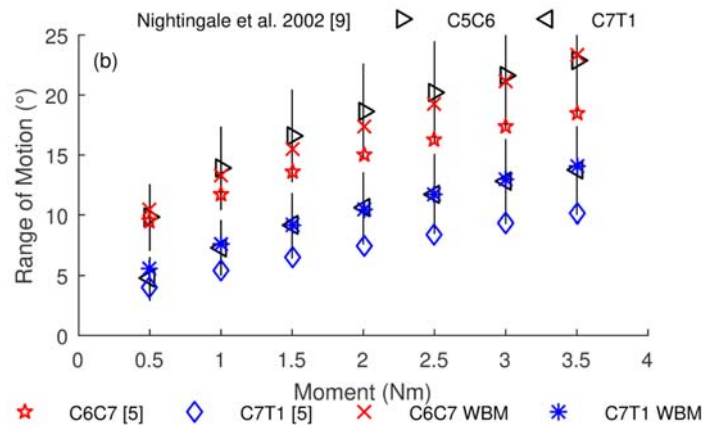 Nightingale et al. 2002 [9] C5C6 C7T1
25
(b)
20
15
10
5
0
Range of Motion (°)
0 0.5 1 1.5 2 2.5 3 3.5 4
Moment (Nm)
C6C7 [5] C7T1 [5] C6C7 WBM C7T1 WBM